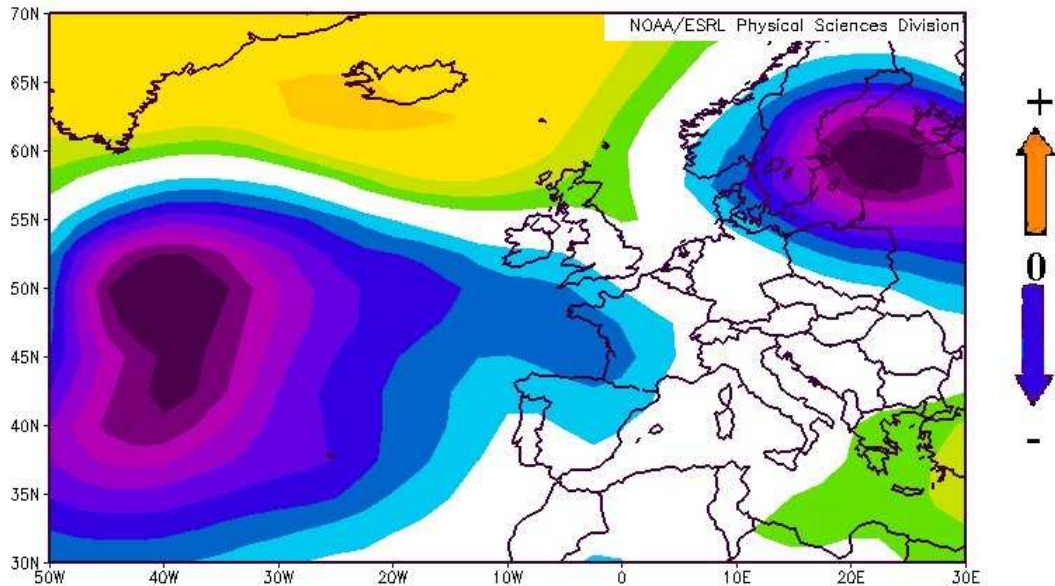 70N
NOAA/ESRL Physical Sciences Division
65N
60N
55N
50N
45N
40N
35N
30N
50W
40W
30W
20W
10W
0
10E
20E
30E
+
0
-